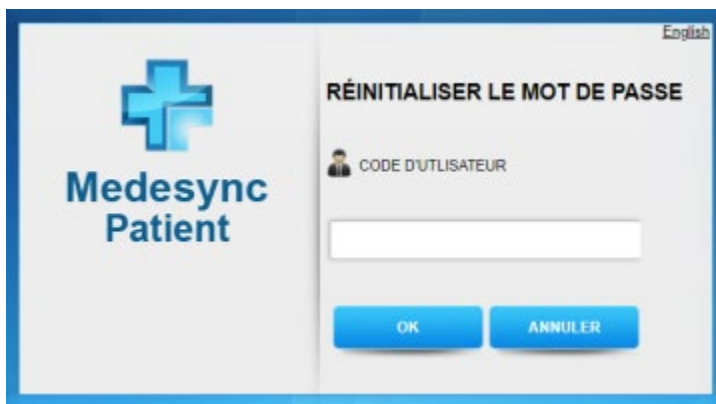 English
Medesync
Patient
RÉINITIALISER LE MOT DE PASSE
CODE D'UTLISATEUR
OK
ANNULER